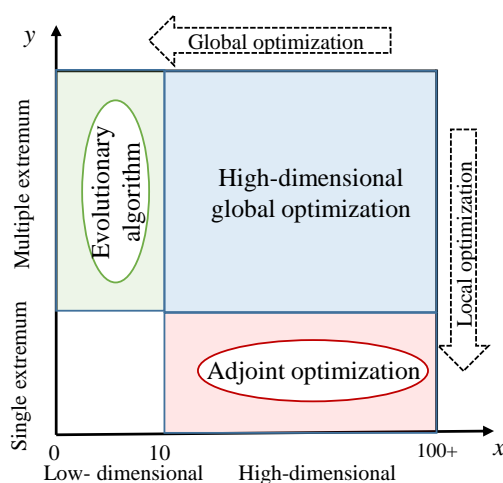 y
Global optimization
Multiple extremum
Evolutionary
algorithm
High-dimensional
global optimization
Local optimization
Single extremum
Adjoint optimization
0
10
100+
x
Low- dimensional
High-dimensional